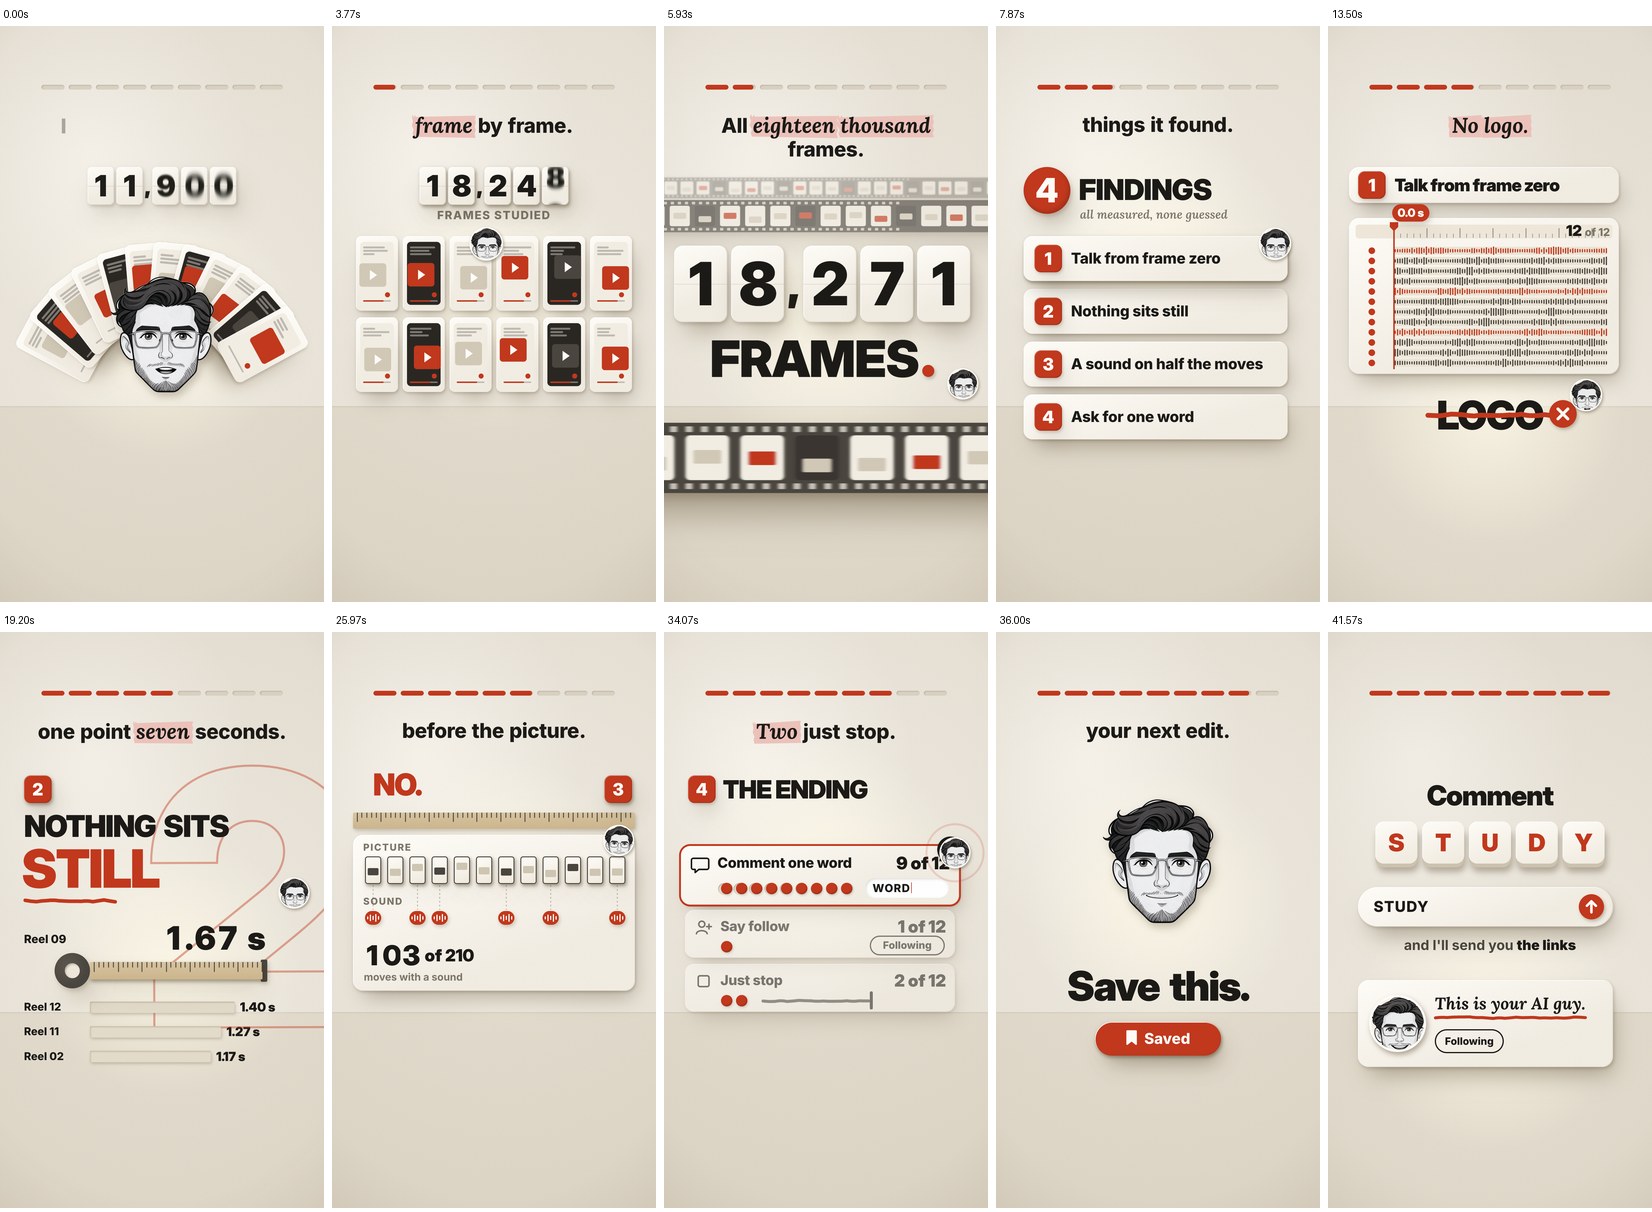 0.00s
11,900
3.77s
frame by frame.
18,248
FRAMES STUDIED
5.93s
All eighteen thousand
frames.
18,271
FRAMES.
7.87s
things it found.
4 FINDINGS
all measured, none guessed
1 Talk from frame zero
2 Nothing sits still
3 A sound on half the moves
4 Ask for one word
13.50s
No logo.
1 Talk from frame zero
0.0 s
12 of 12
LOGO
19.20s
one point seven seconds.
2
NOTHING SITS
STILL
Reel 09 1.67 s
Reel 12 1.40 s
Reel 11 1.27 s
Reel 02 1.17 s
25.97s
before the picture.
NO. 3
PICTURE
SOUND
103 of 210
moves with a sound
34.07s
Two just stop.
4 THE ENDING
Comment one word 9 of 12
WORD
Say follow 1 of 12
Following
Just stop 2 of 12
36.00s
your next edit.
Save this.
Saved
41.57s
Comment
STUDY
STUDY
and I'll send you the links
This is your AI guy.
Following